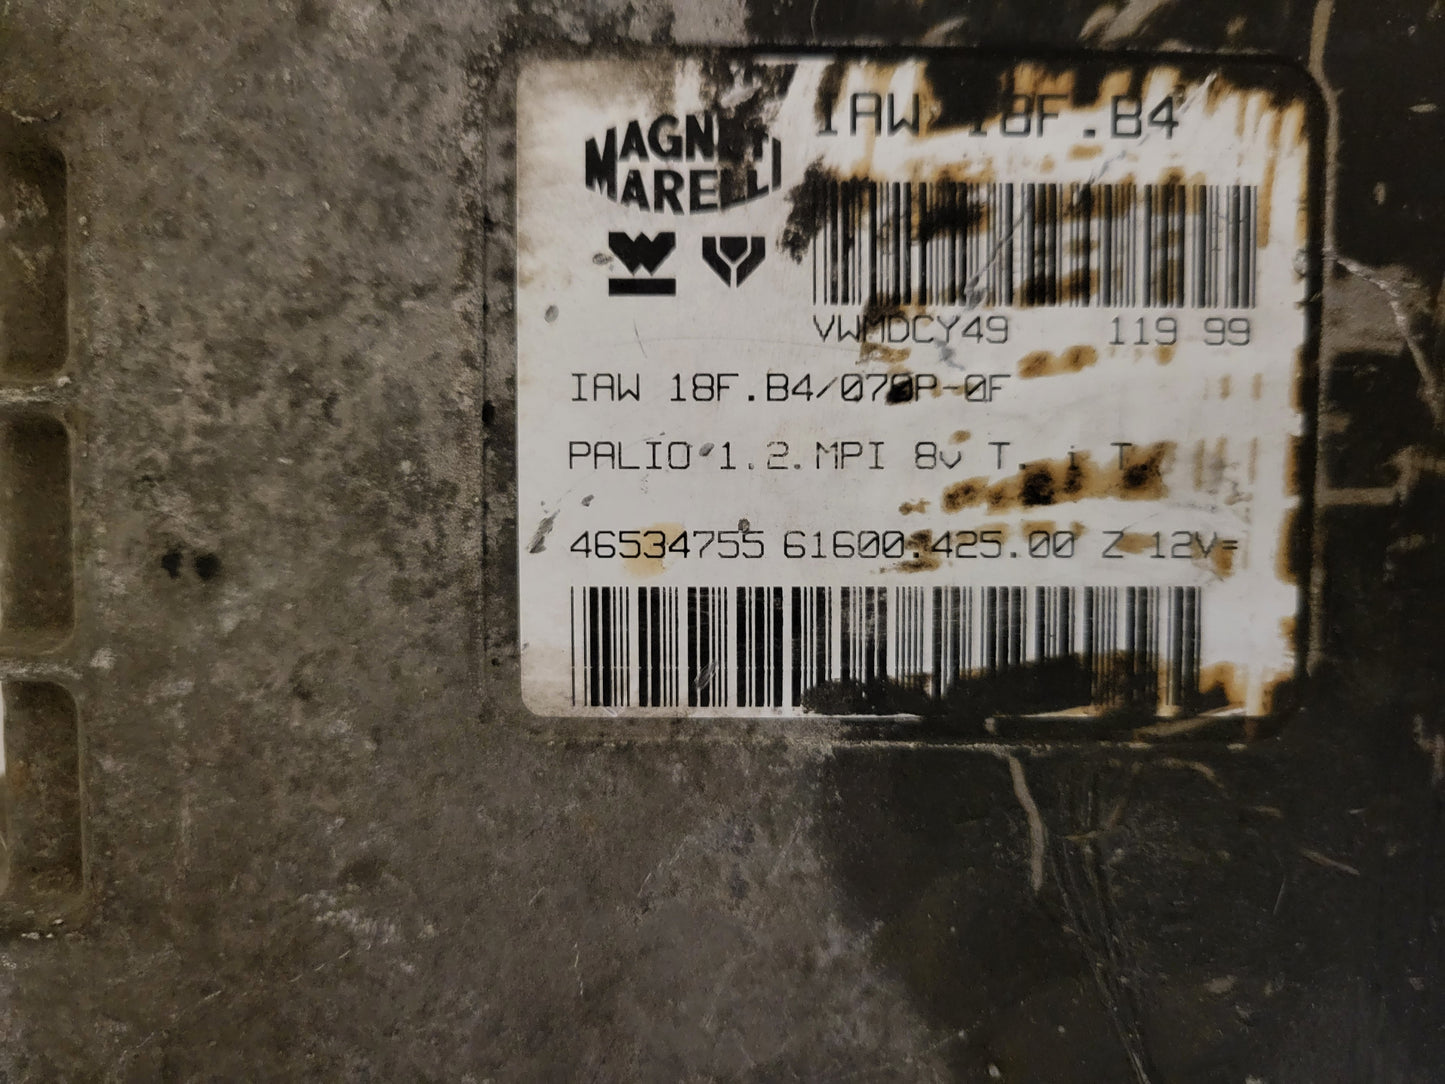 MAGNETI
MARELLI
IAW 18F.B4
VWMDCY49 119 99
IAW 18F.B4/070P-0F
PALIO 1.2.MPI 8v T.
46534755 61600.425.00 Z 12V=